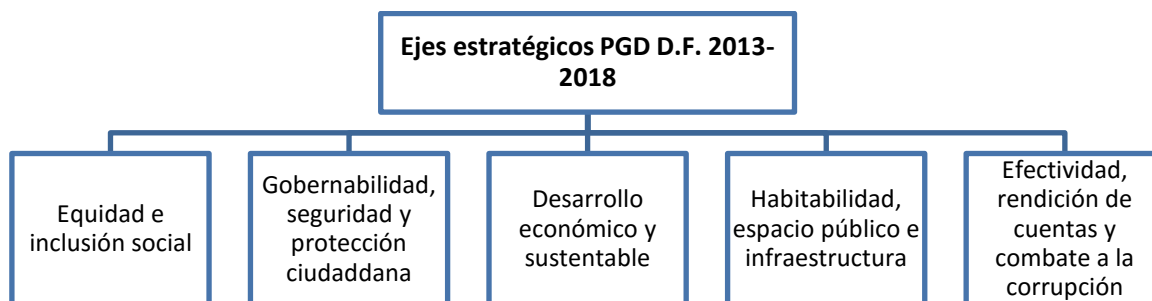 Ejes estratégicos PGD D.F. 2013-
2018
Equidad e
inclusión social
Gobernabilidad,
seguridad y
protección
ciudaddana
Desarrollo
económico y
sustentable
Habitabilidad,
espacio público e
infraestructura
Efectividad,
rendición de
cuentas y
combate a la
corrupción